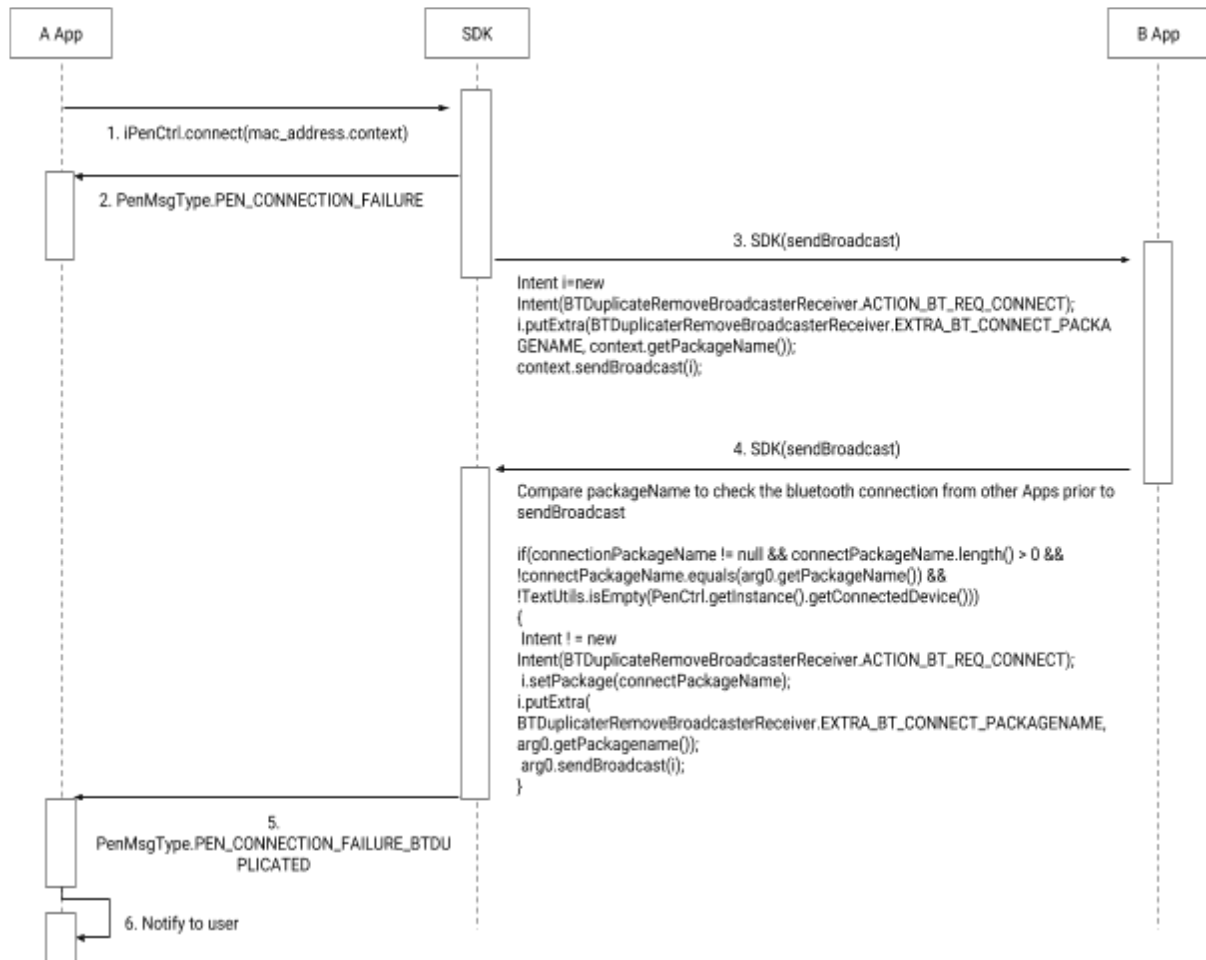 A App
SDK
B App
1. iPenCtrl.connect(mac_address.context)
2. PenMsgType.PEN_CONNECTION_FAILURE
3. SDK(sendBroadcast)
Intent i=new
Intent(BTDuplicateRemoveBroadcasterReceiver.ACTION_BT_REQ_CONNECT);
i.putExtra(BTDuplicaterRemoveBroadcasterReceiver.EXTRA_BT_CONNECT_PACKA
GENAME, context.getPackageName());
context.sendBroadcast(i);
4. SDK(sendBroadcast)
Compare packageName to check the bluetooth connection from other Apps prior to
sendBroadcast
if(connectionPackageName != null && connectPackageName.length() > 0 &&
!connectPackageName.equals(arg0.getPackageName()) &&
!TextUtils.isEmpty(PenCtrl.getInstance().getConnectedDevice()))
{
Intent ! = new
Intent(BTDuplicateRemoveBroadcasterReceiver.ACTION_BT_REQ_CONNECT);
i.setPackage(connectPackageName);
i.putExtra(
BTDuplicaterRemoveBroadcasterReceiver.EXTRA_BT_CONNECT_PACKAGENAME,
arg0.getPackagename());
arg0.sendBroadcast(i);
}
5.
PenMsgType.PEN_CONNECTION_FAILURE_BTDU
PLICATED
6. Notify to user